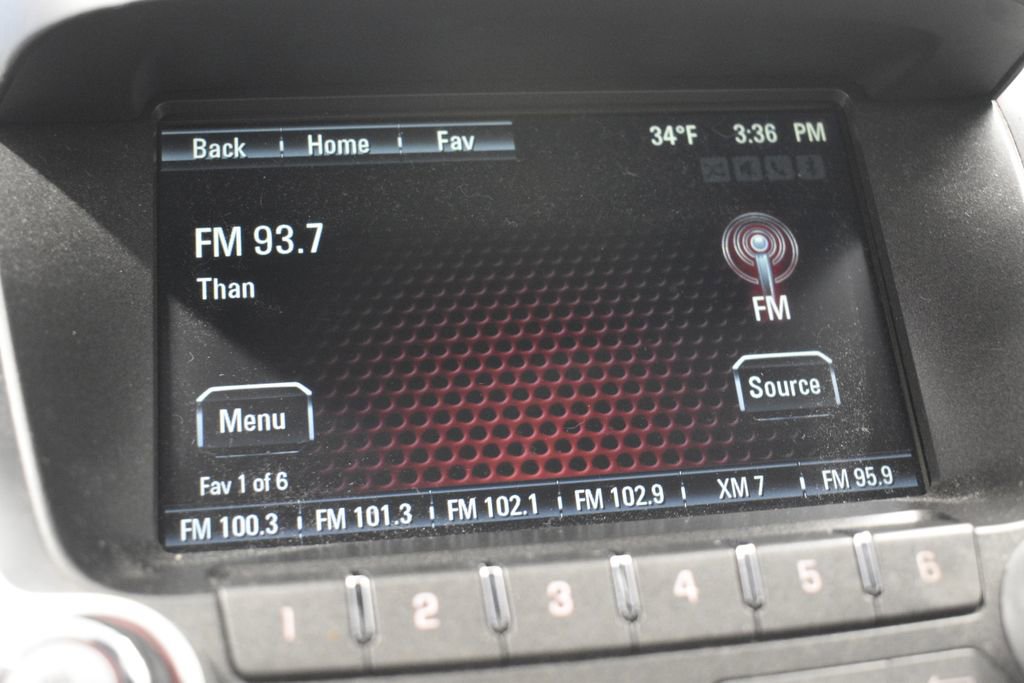 Back Home Fav 34°F 3:36 PM
FM 93.7
Than
FM
Menu Source
Fav 1 of 6
FM 100.3 FM 101.3 FM 102.1 FM 102.9 XM 7 FM 95.9
1 2 3 4 5 6